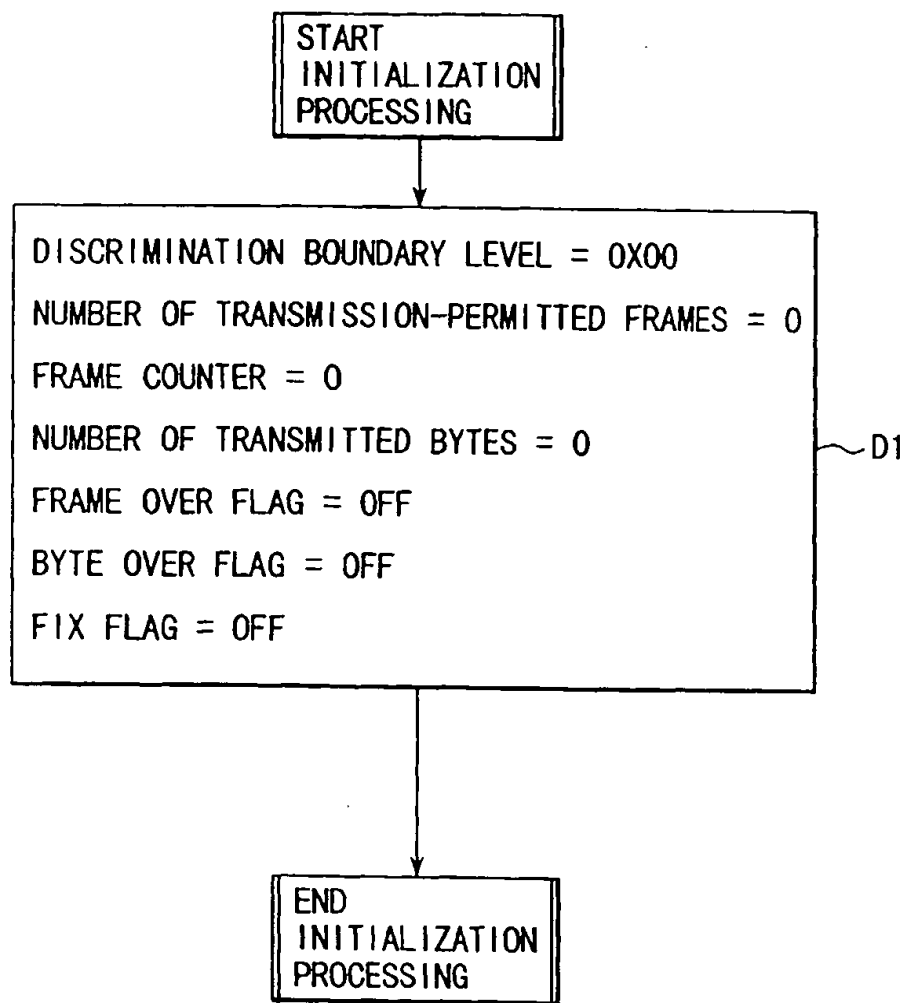 START
INITIALIZATION
PROCESSING
DISCRIMINATION BOUNDARY LEVEL = 0X00
NUMBER OF TRANSMISSION-PERMITTED FRAMES = 0
FRAME COUNTER = 0
NUMBER OF TRANSMITTED BYTES = 0
D1
FRAME OVER FLAG = OFF
BYTE OVER FLAG = OFF
FIX FLAG = OFF
END
INITIALIZATION
PROCESSING